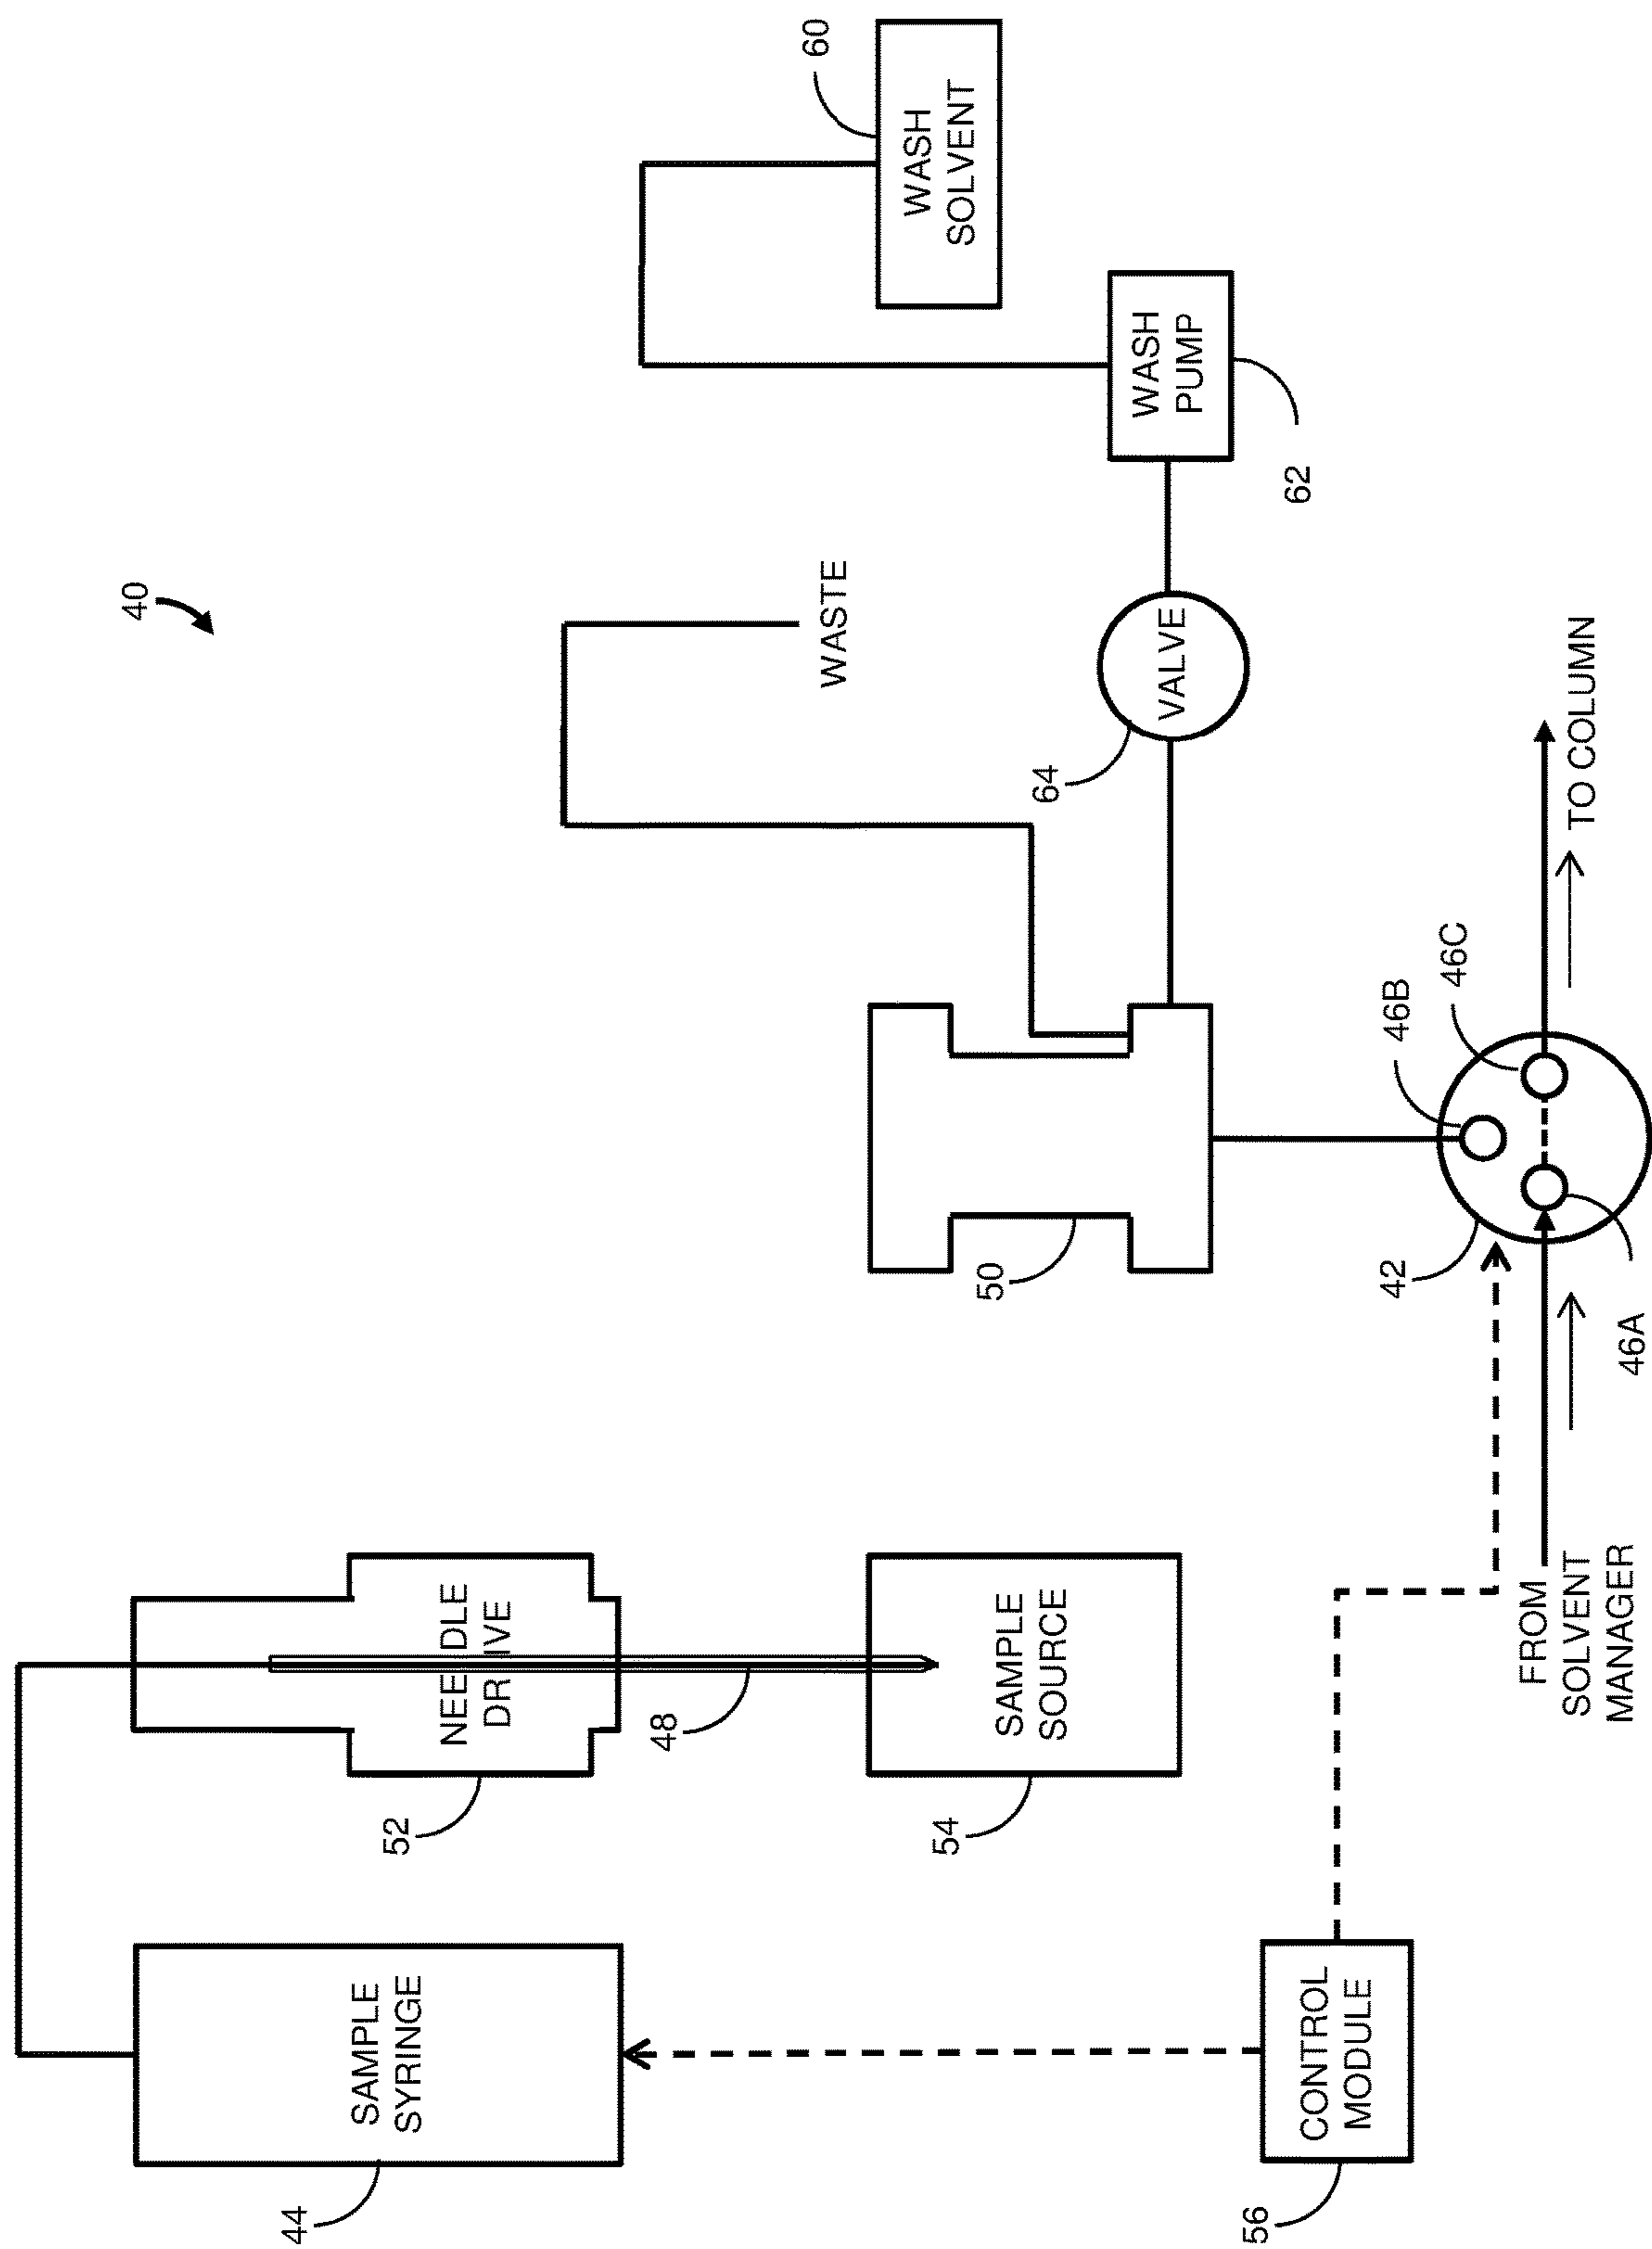 40
60
WASH
SOLVENT
WASH
PUMP
62
WASTE
VALVE
64
50
46B
46C
TO COLUMN
42
46A
FROM
SOLVENT
MANAGER
NEEDLE
DRIVE
52
48
SAMPLE
SOURCE
54
SAMPLE
SYRINGE
44
CONTROL
MODULE
56